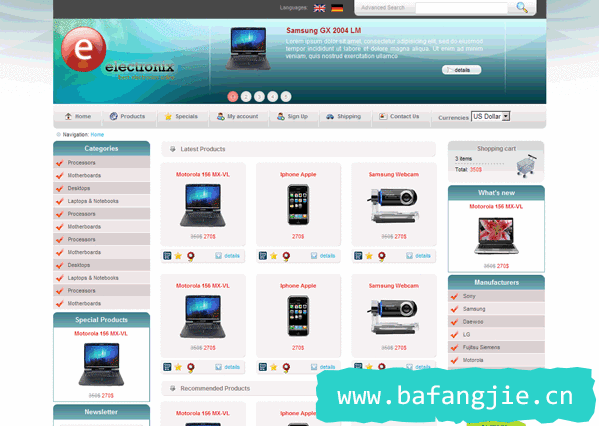 Languages:
Advanced Search
Samsung GX 2004 LM
Lorem ipsum dolor sit amet, consectetur adipisicing elit, sed do eiusmod
tempor incididunt ut labore et dolore magna aliqua. Ut enim ad minim
veniam, quis nostrud exercitation ullamco
details
electronix
1 2 3 4 5
Home
Products
Specials
My account
Sign Up
Shipping
Contact Us
Currencies
US Dollar
Navigation: Home
Categories
Processors
Motherboards
Desktops
Laptops & Notebooks
Processors
Motherboards
Processors
Motherboards
Desktops
Laptops & Notebooks
Processors
Motherboards
Special Products
Motorola 156 MX-VL
350$ 270$
Newsletter
Latest Products
Motorola 156 MX-VL
Iphone Apple
Samsung Webcam
350$ 270$
270$
350$ 270$
details
details
details
Motorola 156 MX-VL
Iphone Apple
Samsung Webcam
350$ 270$
270$
350$ 270$
details
details
details
Recommended Products
Motorola 156 MX-VL
Iphone Apple
Shopping cart
3 items
Total: 350$
What's new
Motorola 156 MX-VL
350$ 270$
Manufacturers
Sony
Samsung
Daewoo
LG
Fujitsu Siemens
Motorola
www.bafangjie.cn